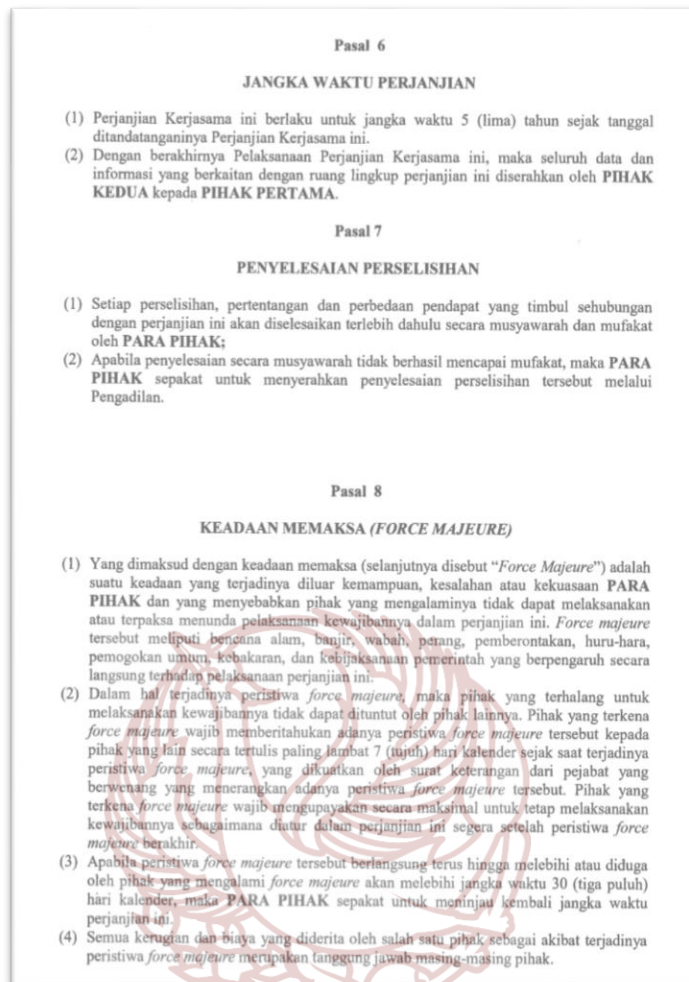 Pasal 6
JANGKA WAKTU PERJANJIAN
(1) Perjanjian Kerjasama ini berlaku untuk jangka waktu 5 (lima) tahun sejak tanggal
ditandatanganinya Perjanjian Kerjasama ini.
(2) Dengan berakhirnya Pelaksanaan Perjanjian Kerjasama ini, maka seluruh data dan
informasi yang berkaitan dengan ruang lingkup perjanjian ini diserahkan oleh PIHAK
KEDUA kepada PIHAK PERTAMA.
Pasal 7
PENYELESAIAN PERSELISIHAN
(1) Setiap perselisihan, pertentangan dan perbedaan pendapat yang timbul sehubungan
dengan perjanjian ini akan diselesaikan terlebih dahulu secara musyawarah dan mufakat
oleh PARA PIHAK;
(2) Apabila penyelesaian secara musyawarah tidak berhasil mencapai mufakat, maka PARA
PIHAK sepakat untuk menyerahkan penyelesaian perselisihan tersebut melalui
Pengadilan.
Pasal 8
KEADAAN MEMAKSA (FORCE MAJEURE)
(1) Yang dimaksud dengan keadaan memaksa (selanjutnya disebut “Force Majeure”) adalah
suatu keadaan yang terjadinya diluar kemampuan, kesalahan atau kekuasaan PARA
PIHAK dan yang menyebabkan pihak yang mengalaminya tidak dapat melaksanakan
atau terpaksa menunda pelaksanaan kewajibannya dalam perjanjian ini. Force majeure
tersebut meliputi bencana alam, banjir, wabah, perang, pemberontakan, huru-hara,
pemogokan umum, kebakaran, dan kebijaksanaan pemerintah yang berpengaruh secara
langsung terhadap pelaksanaan perjanjian ini.
(2) Dalam hal terjadinya peristiwa force majeure, maka pihak yang terhalang untuk
melaksanakan kewajibannya tidak dapat dituntut oleh pihak lainnya. Pihak yang terkena
force majeure wajib memberitahukan adanya peristiwa force majeure tersebut kepada
pihak yang lain secara tertulis paling lambat 7 (tujuh) hari kalender sejak saat terjadinya
peristiwa force majeure, yang dikuatkan oleh surat keterangan dari pejabat yang
berwenang yang menerangkan adanya peristiwa force majeure tersebut. Pihak yang
terkena force majeure wajib mengupayakan secara maksimal untuk tetap melaksanakan
kewajibannya sebagaimana diatur dalam perjanjian ini segera setelah peristiwa force
majeure berakhir.
(3) Apabila peristiwa force majeure tersebut berlangsung terus hingga melebihi atau diduga
oleh pihak yang mengalami force majeure akan melebihi jangka waktu 30 (tiga puluh)
hari kalender, maka PARA PIHAK sepakat untuk meninjau kembali jangka waktu
perjanjian ini.
(4) Semua kerugian dan biaya yang diderita oleh salah satu pihak sebagai akibat terjadinya
peristiwa force majeure merupakan tanggung jawab masing-masing pihak.